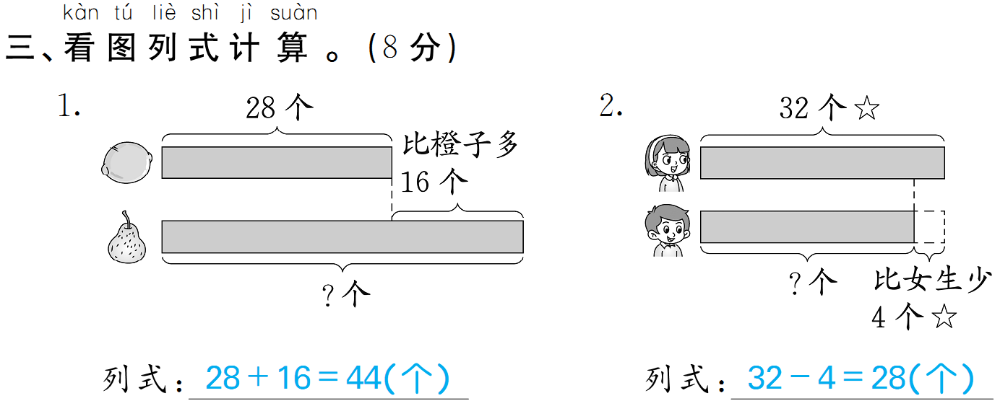 kàn tú liè shì jì suàn
三、看图列式计算。(8分)
1.
28个
比橙子多
16个
?个
列式：28+16=44(个)
2.
32个☆
?个
比女生少
4个☆
列式：32-4=28(个)